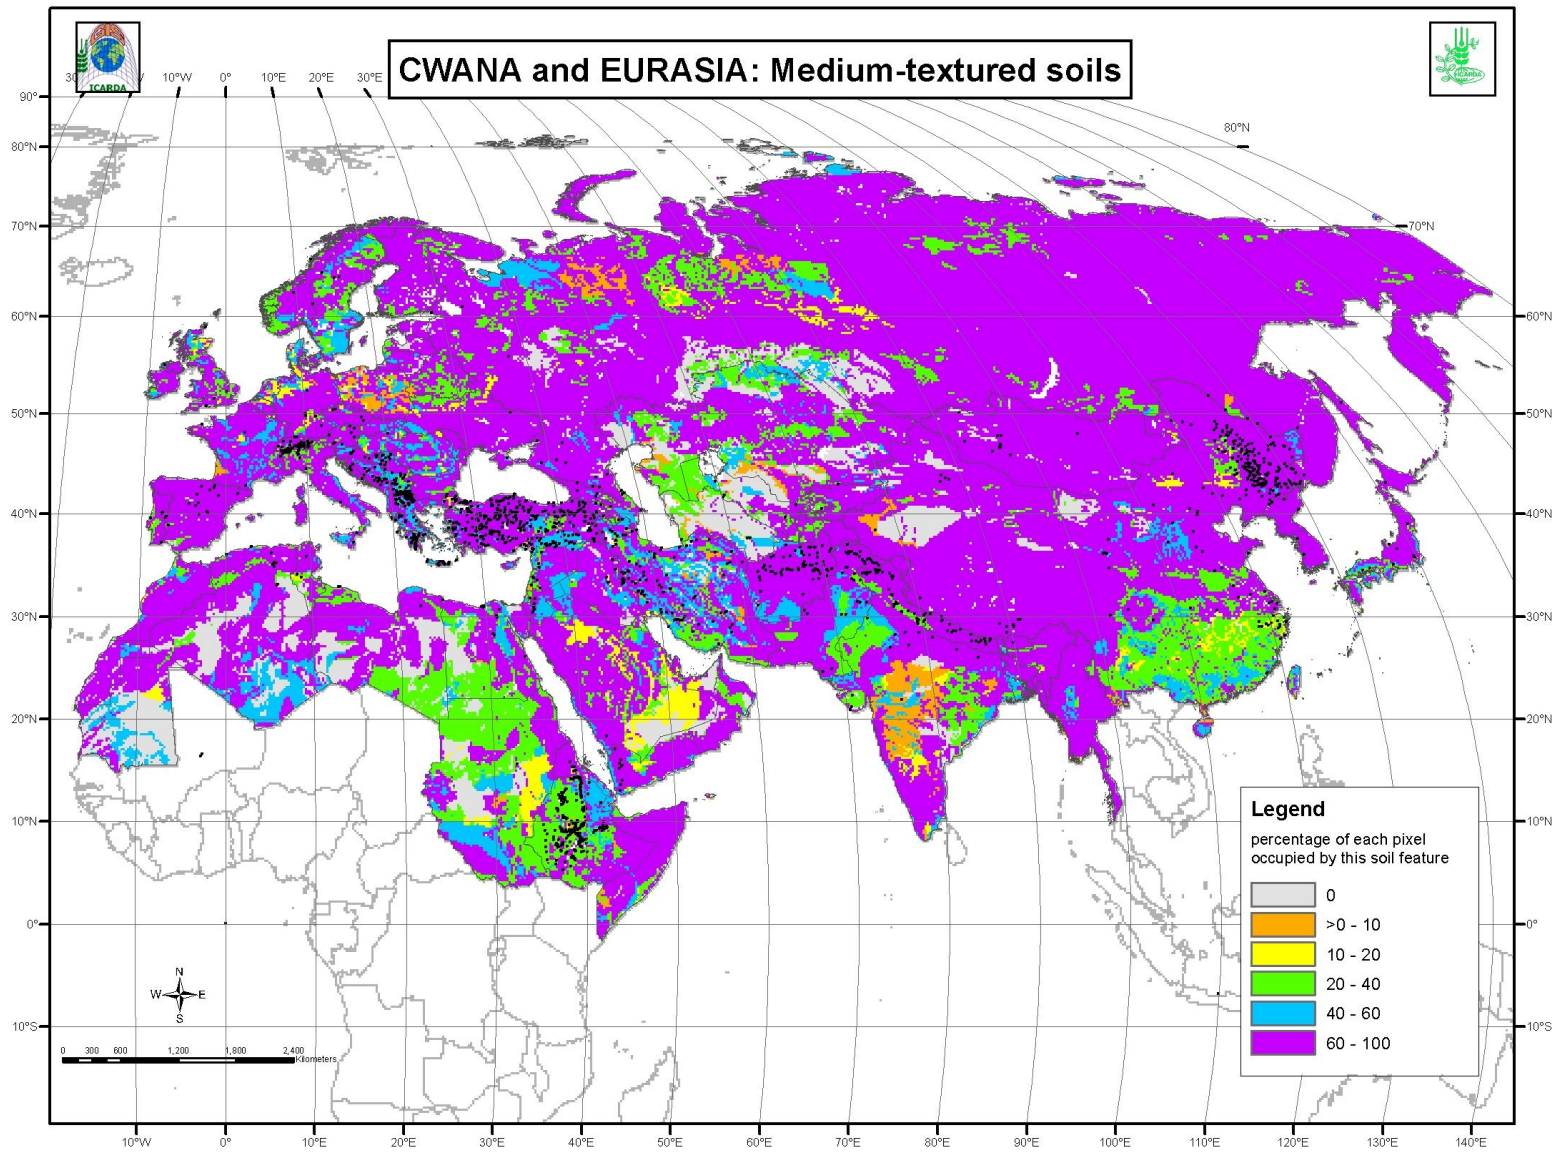 CWANA and EURASIA: Medium-textured soils
ICARDA
ICARDA
10°W 0° 10°E 20°E 30°E
80°N
90°
80°N
70°N 70°N
60°N 60°N
50°N 50°N
40°N 40°N
30°N 30°N
20°N 20°N
10°N 10°N
0° 0°
10°S 10°S
Legend
percentage of each pixel
occupied by this soil feature
0
>0 - 10
10 - 20
20 - 40
40 - 60
60 - 100
N
W E
S
0 300 600 1,200 1,800 2,400
Kilometers
10°W 0° 10°E 20°E 30°E 40°E 50°E 60°E 70°E 80°E 90°E 100°E 110°E 120°E 130°E 140°E